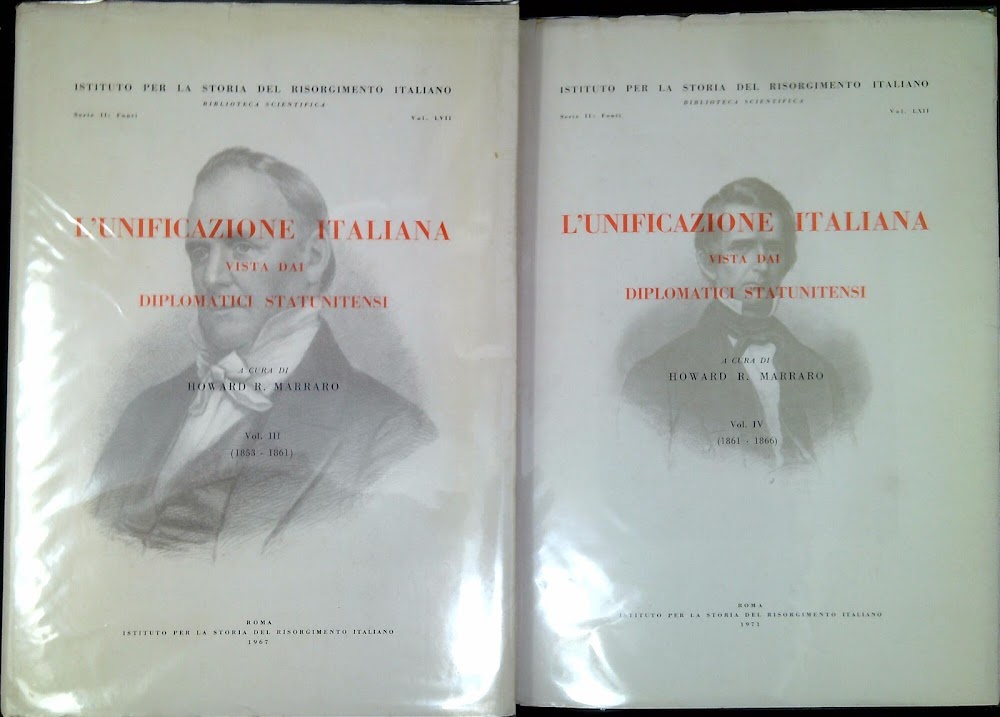 ISTITUTO PER LA STORIA DEL RISORGIMENTO ITALIANO
BIBLIOTECA SCIENTIFICA
Serie II: Fonti
Vol. LVII
L'UNIFICAZIONE ITALIANA
VISTA DAI
DIPLOMATICI STATUNITENSI
A CURA DI
HOWARD R. MARRARO
Vol. III
(1853 - 1861)
ROMA
ISTITUTO PER LA STORIA DEL RISORGIMENTO ITALIANO
1967
ISTITUTO PER LA STORIA DEL RISORGIMENTO ITALIANO
BIBLIOTECA SCIENTIFICA
Serie II: Fonti
Vol. LXII
L'UNIFICAZIONE ITALIANA
VISTA DAI
DIPLOMATICI STATUNITENSI
A CURA DI
HOWARD R. MARRARO
Vol. IV
(1861 - 1866)
ROMA
ISTITUTO PER LA STORIA DEL RISORGIMENTO ITALIANO
1971